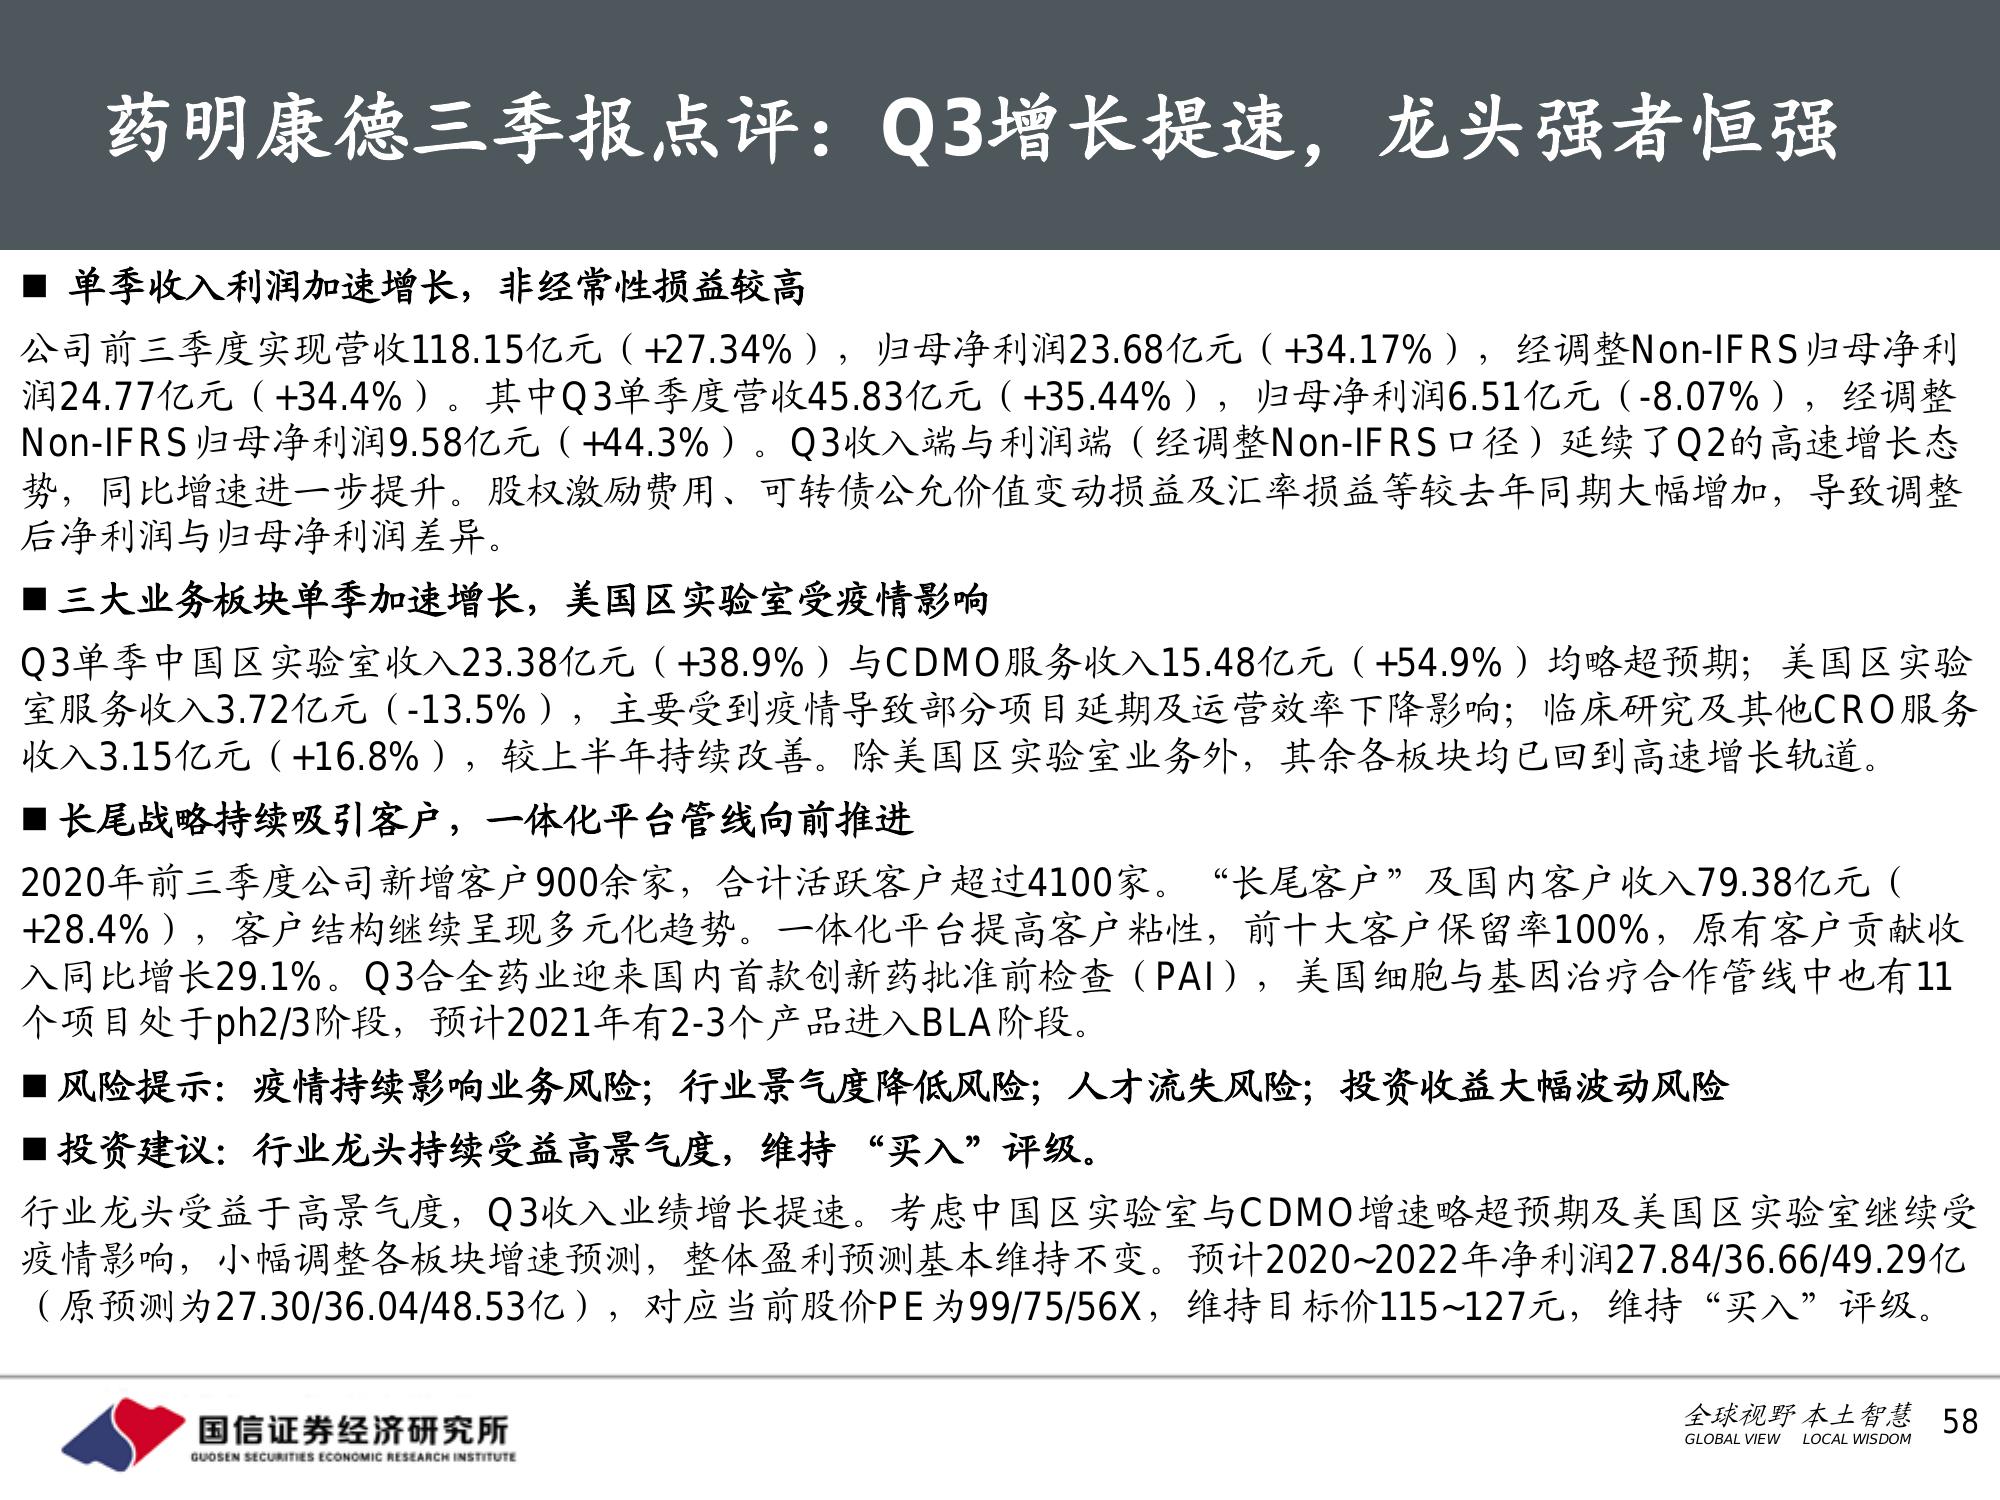 药明康德三季报点评：Q3增长提速，龙头强者恒强
■ 单季收入利润加速增长，非经常性损益较高
公司前三季度实现营收118.15亿元（+27.34%），归母净利润23.68亿元（+34.17%），经调整Non-IFRS归母净利
润24.77亿元（+34.4%）。其中Q3单季度营收45.83亿元（+35.44%），归母净利润6.51亿元（-8.07%），经调整
Non-IFRS归母净利润9.58亿元（+44.3%）。Q3收入端与利润端（经调整Non-IFRS口径）延续了Q2的高速增长态
势，同比增速进一步提升。股权激励费用、可转债公允价值变动损益及汇率损益等较去年同期大幅增加，导致调整
后净利润与归母净利润差异。
■ 三大业务板块单季加速增长，美国区实验室受疫情影响
Q3单季中国区实验室收入23.38亿元（+38.9%）与CDMO服务收入15.48亿元（+54.9%）均略超预期；美国区实验
室服务收入3.72亿元（-13.5%），主要受到疫情导致部分项目延期及运营效率下降影响；临床研究及其他CRO服务
收入3.15亿元（+16.8%），较上半年持续改善。除美国区实验室业务外，其余各板块均已回到高速增长轨道。
■ 长尾战略持续吸引客户，一体化平台管线向前推进
2020年前三季度公司新增客户900余家，合计活跃客户超过4100家。“长尾客户”及国内客户收入79.38亿元（
+28.4%），客户结构继续呈现多元化趋势。一体化平台提高客户粘性，前十大客户保留率100%，原有客户贡献收
入同比增长29.1%。Q3合全药业迎来国内首款创新药批准前检查（PAI），美国细胞与基因治疗合作管线中也有11
个项目处于ph2/3阶段，预计2021年有2-3个产品进入BLA阶段。
■ 风险提示：疫情持续影响业务风险；行业景气度降低风险；人才流失风险；投资收益大幅波动风险
■ 投资建议：行业龙头持续受益高景气度，维持 “买入”评级。
行业龙头受益于高景气度，Q3收入业绩增长提速。考虑中国区实验室与CDMO增速略超预期及美国区实验室继续受
疫情影响，小幅调整各板块增速预测，整体盈利预测基本维持不变。预计2020~2022年净利润27.84/36.66/49.29亿
（原预测为27.30/36.04/48.53亿），对应当前股价PE为99/75/56X，维持目标价115~127元，维持“买入”评级。
国信证券经济研究所
GUOSEN SECURITIES ECONOMIC RESEARCH INSTITUTE
全球视野 本土智慧
GLOBAL VIEW LOCAL WISDOM
58